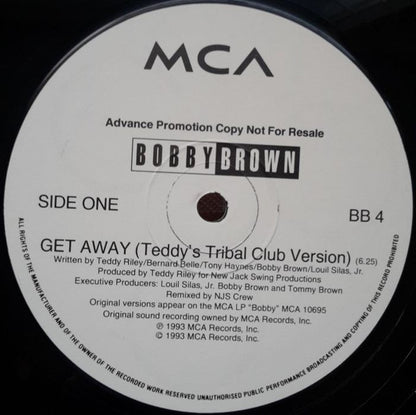 MCA
Advance Promotion Copy Not For Resale
BOBBY BROWN
SIDE ONE
BB 4
GET AWAY (Teddy's Tribal Club Version) (6.25)
Written by Teddy Riley/Bernard Belle/Tony Haynes/Bobby Brown/Louil Silas, Jr.
Produced by Teddy Riley for New Jack Swing Productions
Executive Producers: Louil Silas, Jr. Bobby Brown and Tommy Brown
Remixed by NJS Crew
Original versions appear on the MCA LP "Bobby" MCA 10695
Original sound recording owned by MCA Records, Inc.
℗ 1993 MCA Records, Inc.
© 1993 MCA Records, Inc.
ALL RIGHTS OF THE MANUFACTURER AND OF THE OWNER OF THE RECORDED WORK RESERVED UNAUTHORISED PUBLIC PERFORMANCE BROADCASTING AND COPYING OF THIS RECORD PROHIBITED